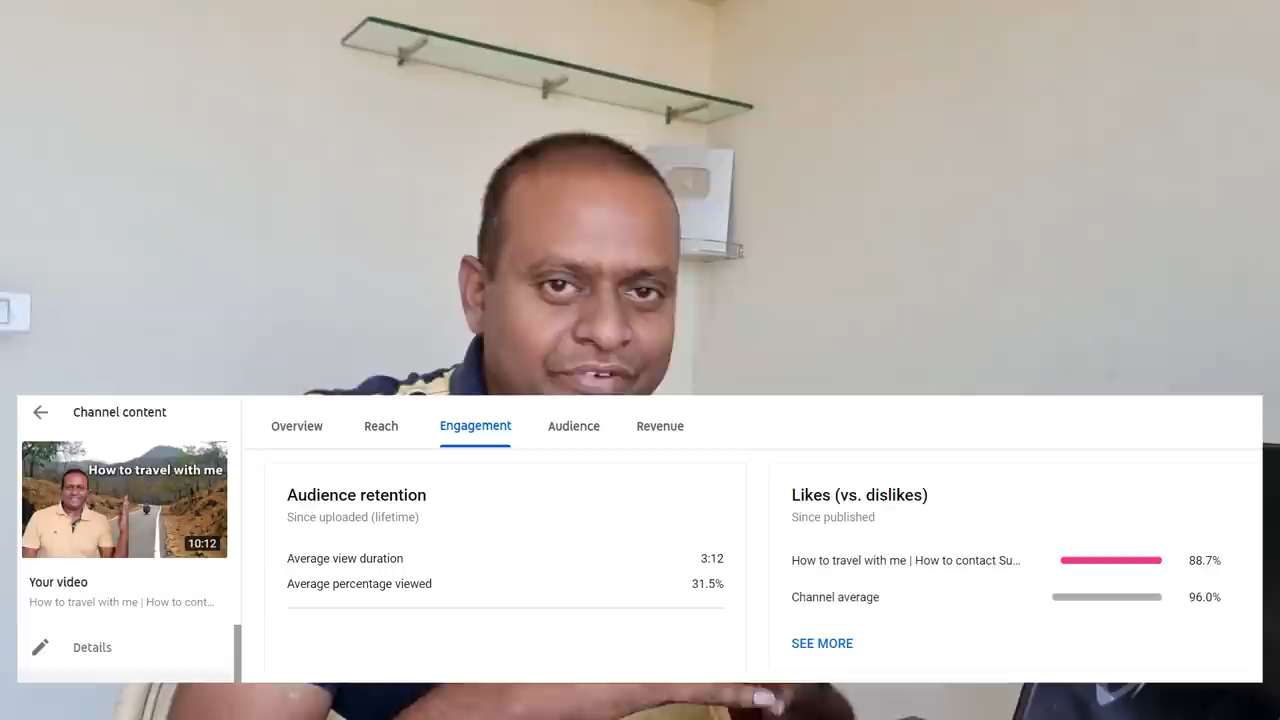 Channel content
How to travel with me
10:12
Your video
How to travel with me | How to cont...
Details
Overview Reach Engagement Audience Revenue
Audience retention
Since uploaded (lifetime)
Average view duration 3:12
Average percentage viewed 31.5%
Likes (vs. dislikes)
Since published
How to travel with me | How to contact Su... 88.7%
Channel average 96.0%
SEE MORE